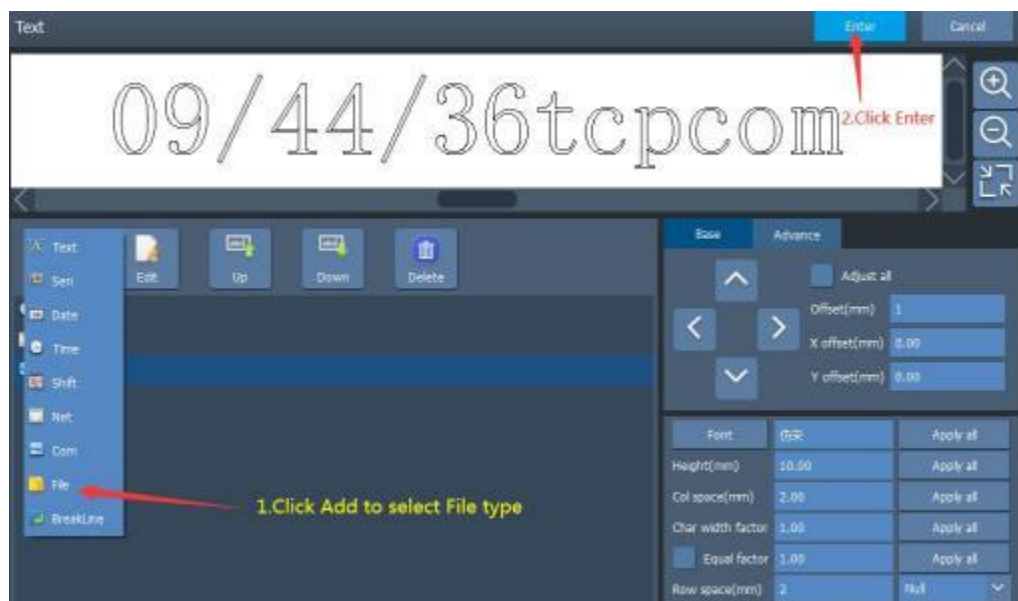 Text
Enter
Cancel
09/44/36tcpcom
2.Click Enter
Text
Seri
Date
Time
Shift
Net
Com
File
BreakLine
Edit
Up
Down
Delete
1.Click Add to select File type
Base
Advance
Adjust all
Offset(mm)
1
X offset(mm)
0.00
Y offset(mm)
0.00
Font
仿宋
Apply all
Height(mm)
10.00
Apply all
Col space(mm)
2.00
Apply all
Char width factor
1.00
Apply all
Equal factor
1.00
Apply all
Row space(mm)
2
Null